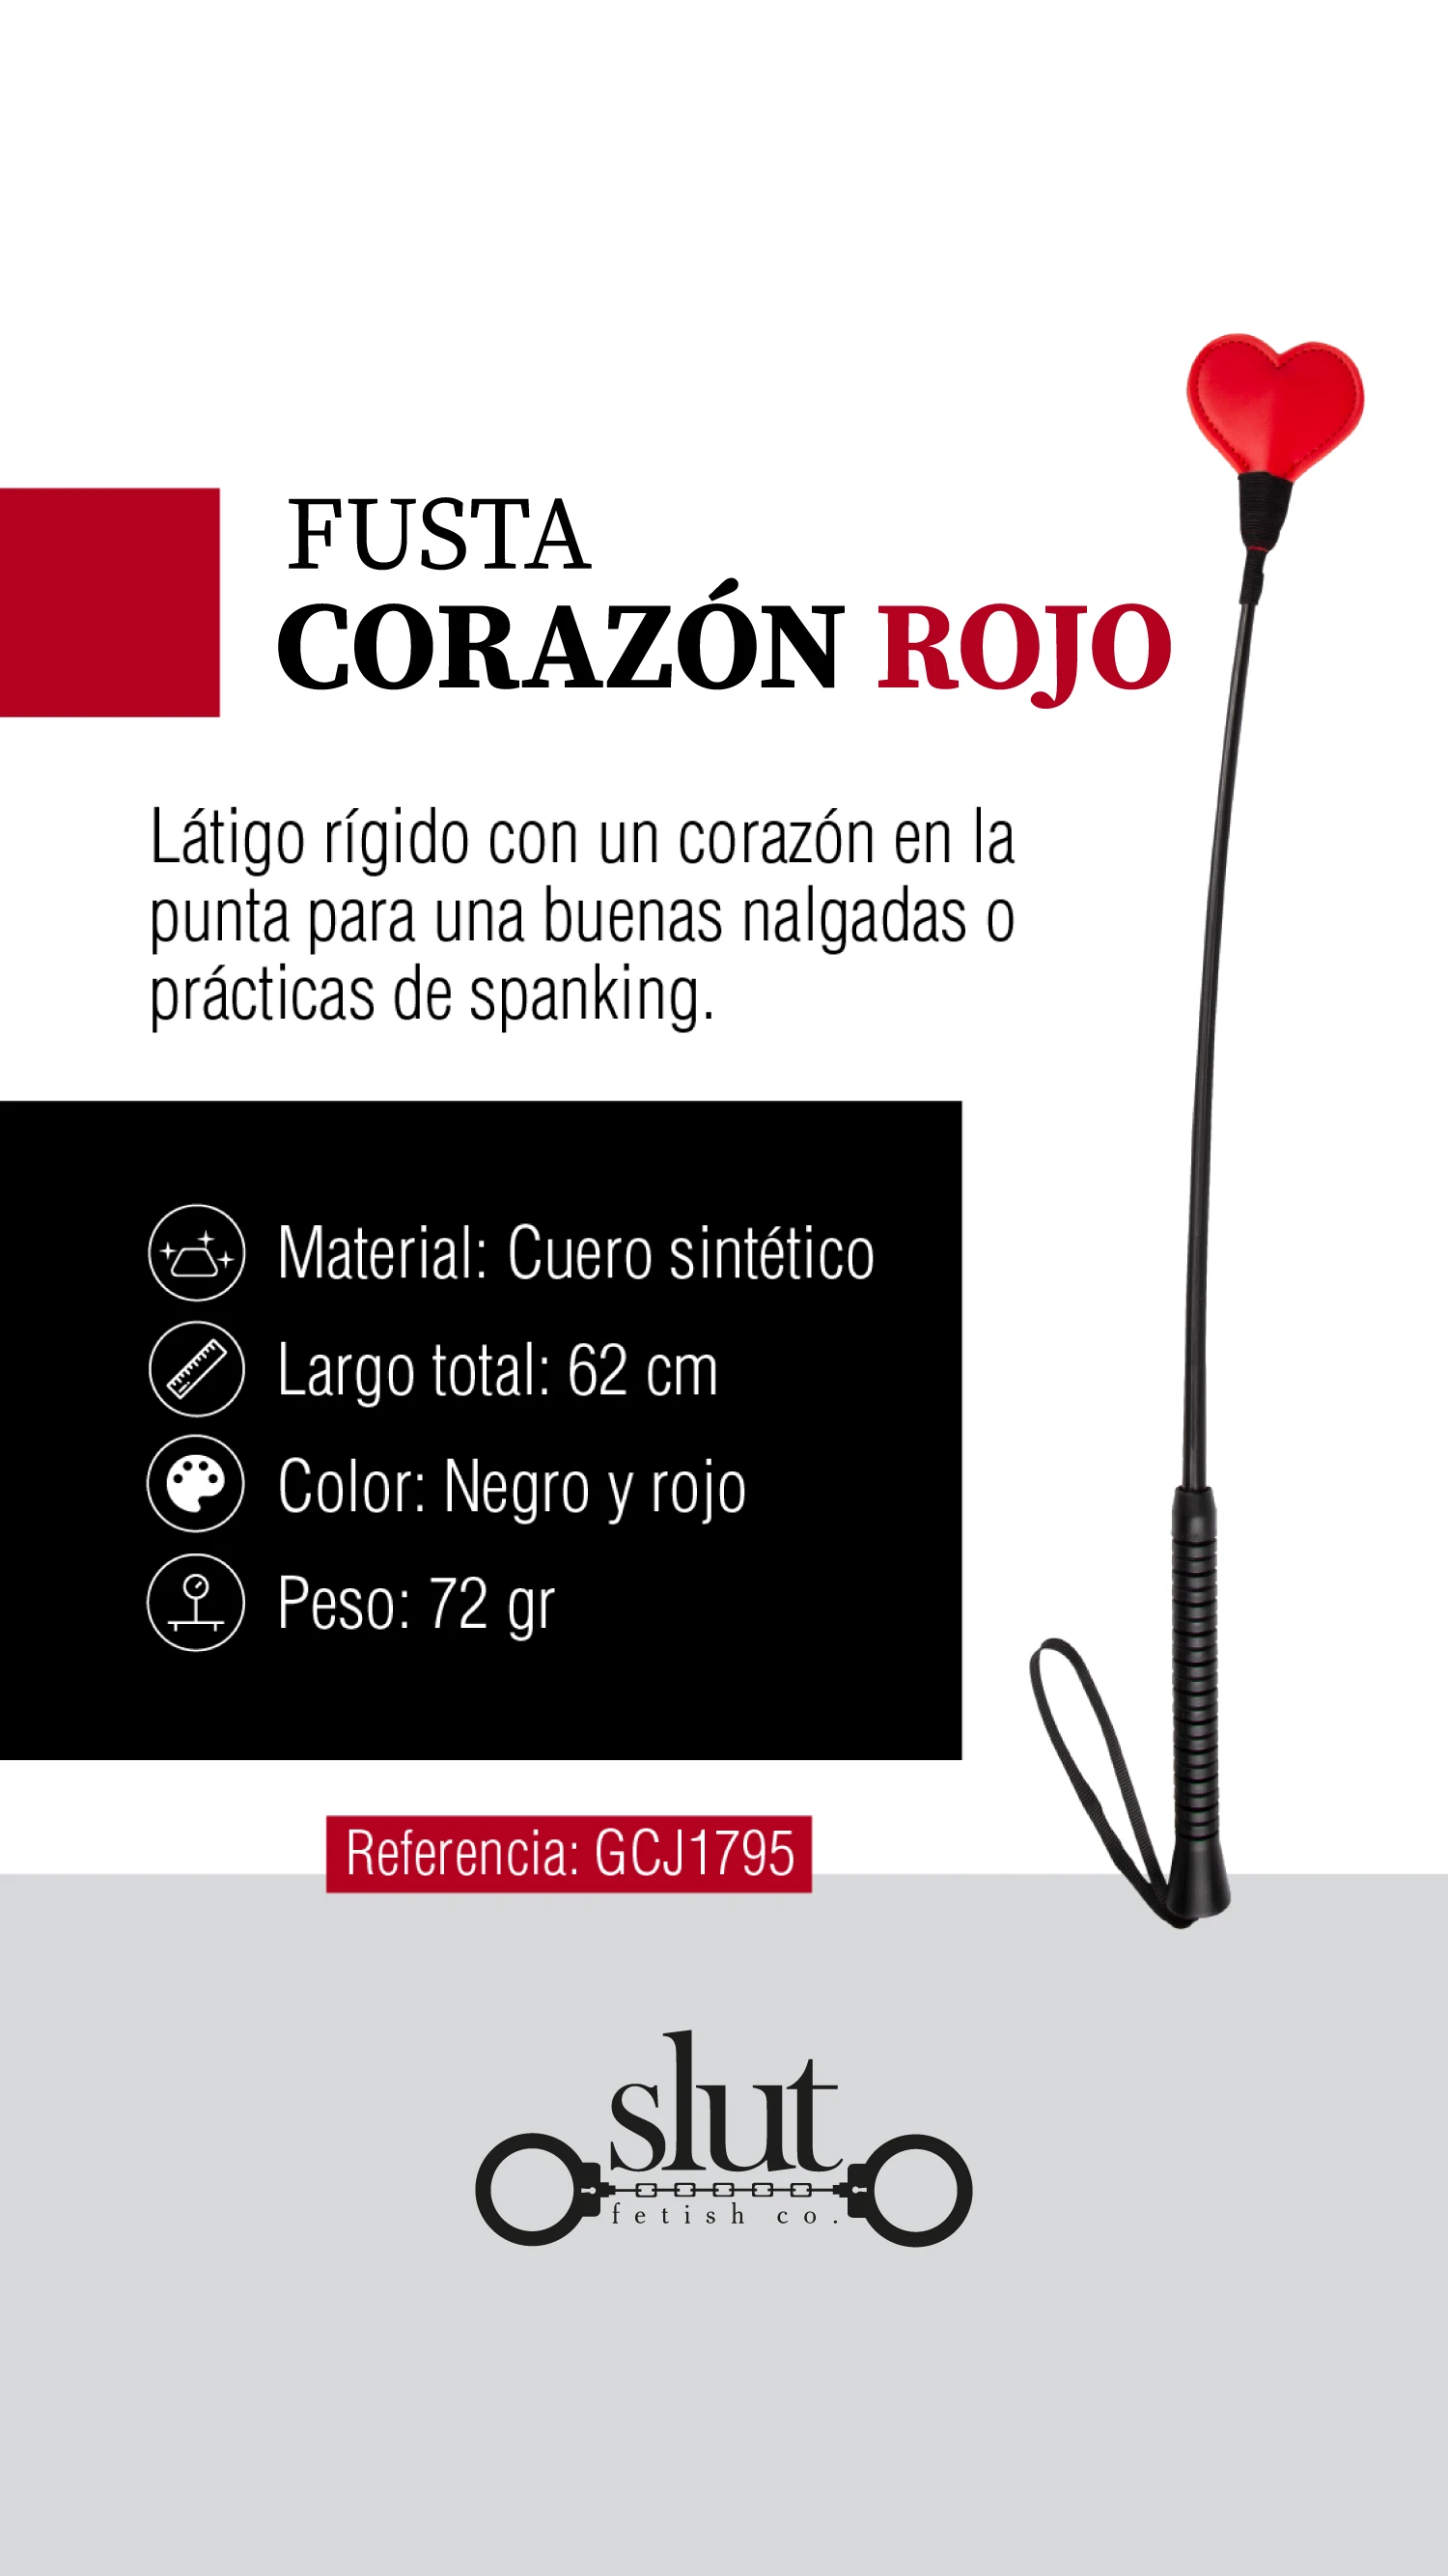 FUSTA
CORAZÓN ROJO
Látigo rígido con un corazón en la
punta para una buenas nalgadas o
prácticas de spanking.
Material: Cuero sintético
Largo total: 62 cm
Color: Negro y rojo
Peso: 72 gr
Referencia: GCJ1795
slut
fetish co.